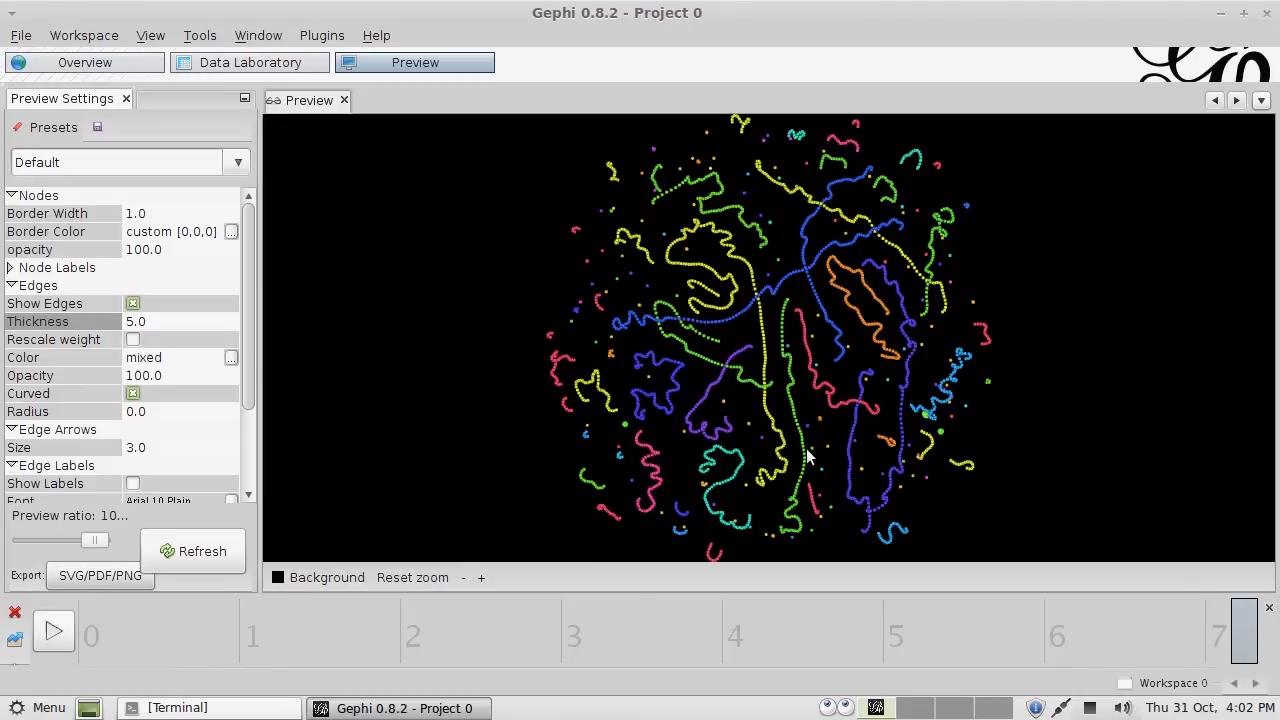 Gephi 0.8.2 - Project 0
File Workspace View Tools Window Plugins Help
Overview Data Laboratory Preview
Preview Settings Preview
Presets
Default
Nodes
Border Width 1.0
BorderColor custom [0,0,0] ...
opacity 100.0
Node Labels
Edges
Show Edges
Thickness 5.0
Rescale weight
Color mixed ...
Opacity 100.0
Curved
Radius 0.0
Edge Arrows
Size 3.0
Edge Labels
Show Labels
Font Arial 10 Plain
Preview ratio: 10...
Refresh
Export: SVG/PDF/PNG
Background Reset zoom - +
0 1 2 3 4 5 6 7
Workspace 0
Menu [Terminal] Gephi 0.8.2 - Project 0 Thu 31 Oct, 4:02 PM